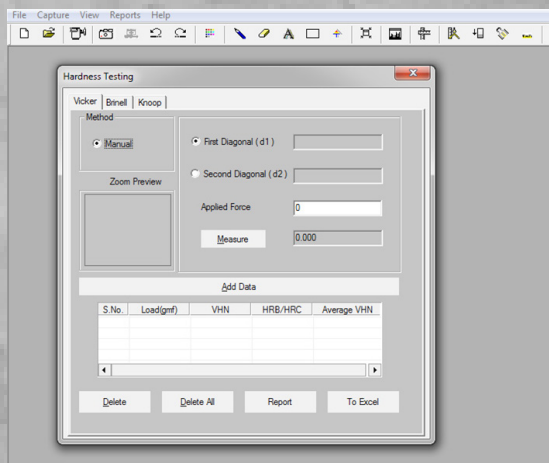 File Capture View Reports Help
Hardness Testing
Vicker Brinell Knoop
Method
Manual
First Diagonal ( d1 )
Second Diagonal ( d2 )
Zoom Preview
Applied Force 0
Measure 0.000
Add Data
S.No. Load(gmf) VHN HRB/HRC Average VHN
Delete Delete All Report To Excel